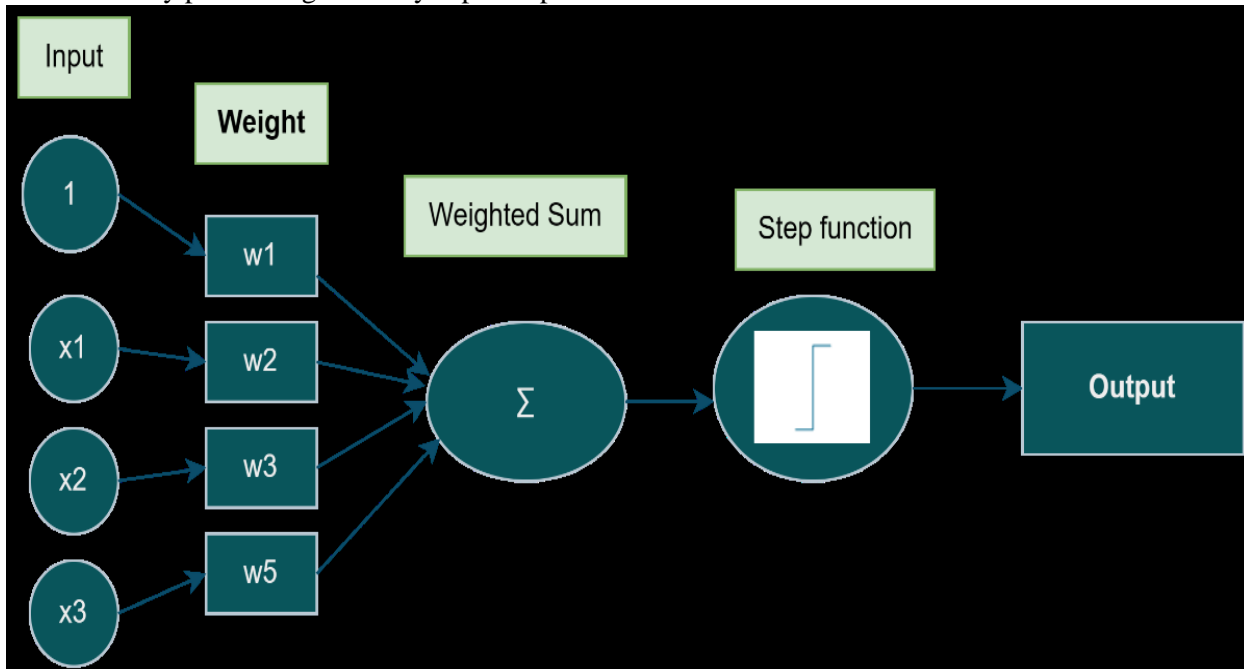 Input
Weight
1
Weighted Sum
Step function
w1
x1
w2
Σ
Output
x2
w3
x3
w5